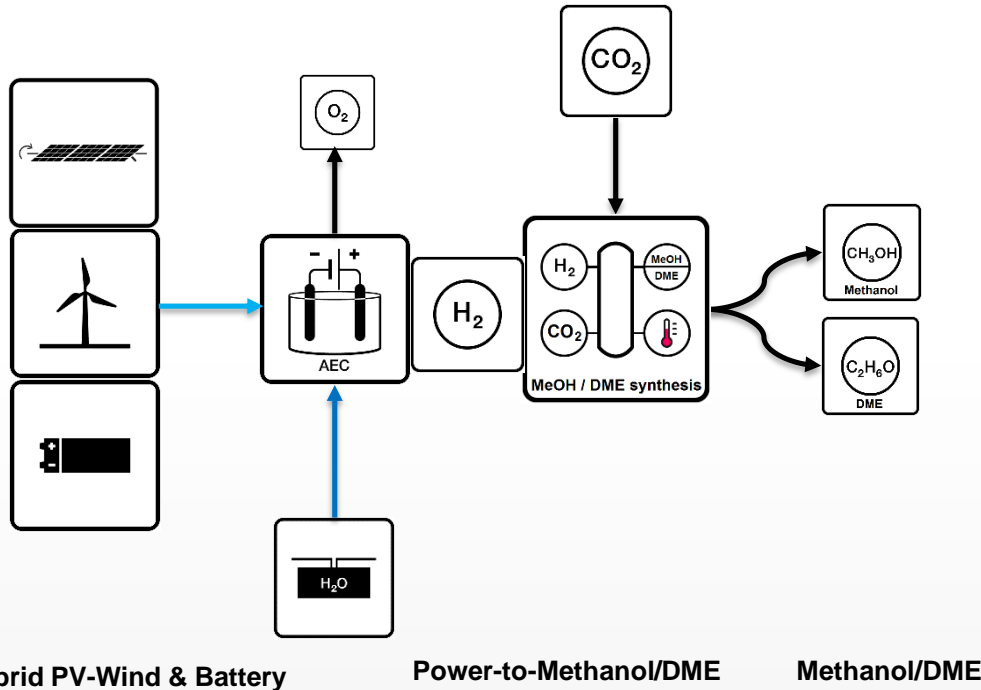 CO₂
O₂
- +
AEC
H₂
H₂
MeOH
DME
CO₂
MeOH / DME synthesis
CH₃OH
Methanol
C₂H₆O
DME
+
-
H₂O
brid PV-Wind & Battery
Power-to-Methanol/DME
Methanol/DME